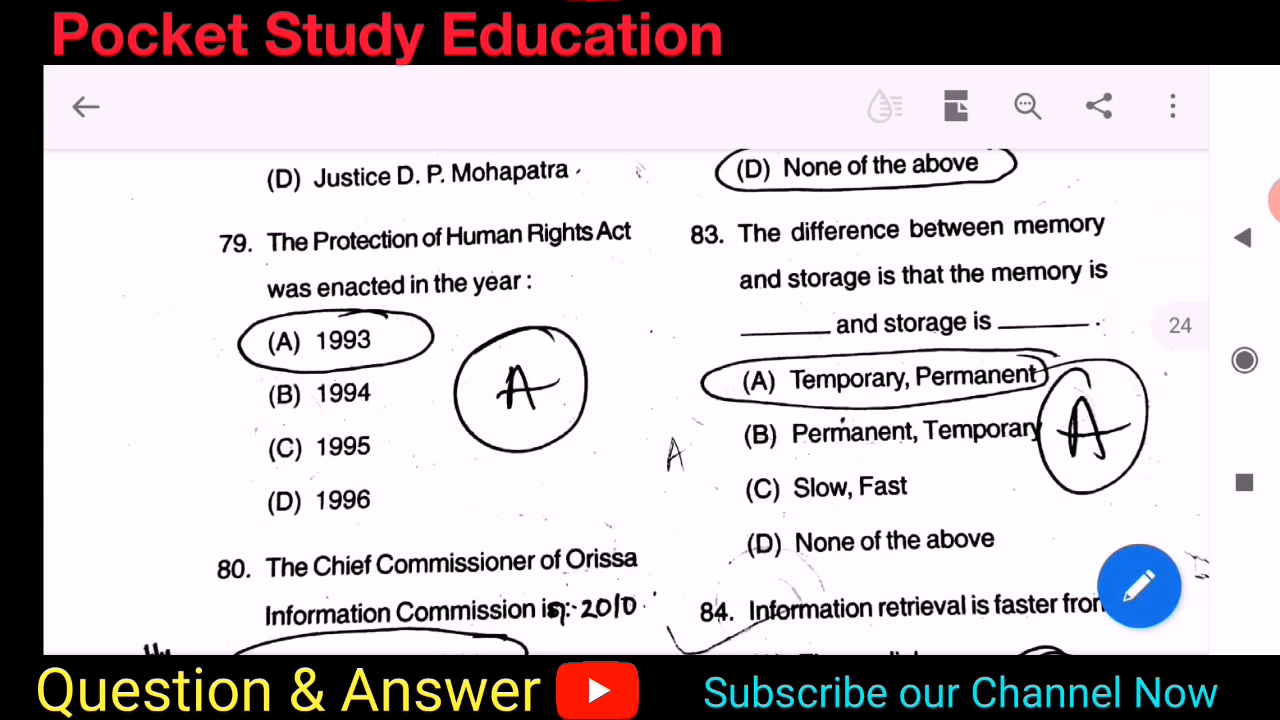 Pocket Study Education
(D) Justice D. P. Mohapatra
79. The Protection of Human Rights Act
was enacted in the year :
(A) 1993
(B) 1994
(C) 1995
(D) 1996
A
80. The Chief Commissioner of Orissa
Information Commission is : 2010
(D) None of the above
83. The difference between memory
and storage is that the memory is
________ and storage is ________ .
(A) Temporary, Permanent
(B) Permanent, Temporary
(C) Slow, Fast
(D) None of the above
A
A
84. Information retrieval is faster from
24
Question & Answer
Subscribe our Channel Now